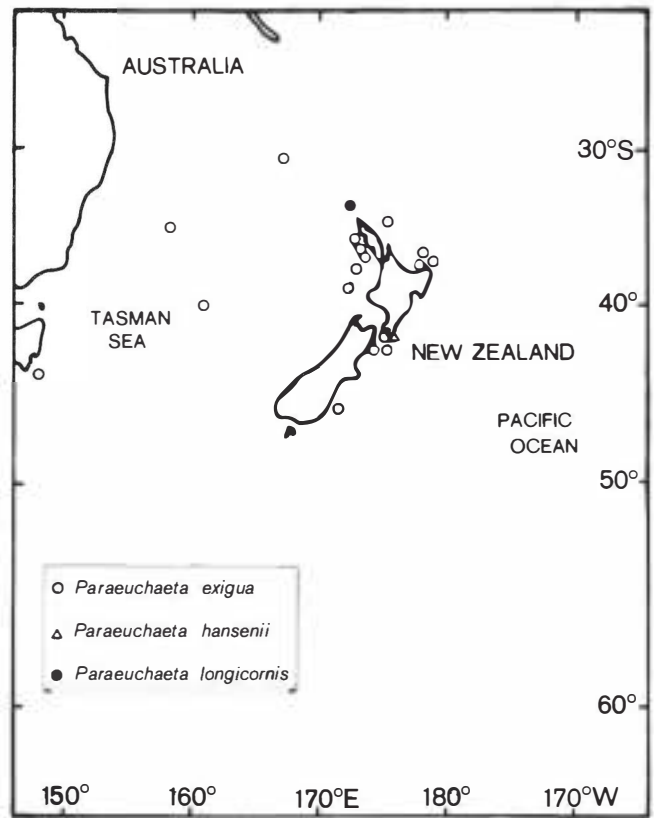 AUSTRALIA
30°S
40°
TASMAN
SEA
NEW ZEALAND
PACIFIC
OCEAN
50°
Paraeuchaeta exigua
Paraeuchaeta hansenii
Paraeuchaeta longicornis
60°
150° 160° 170°E 180° 170°W